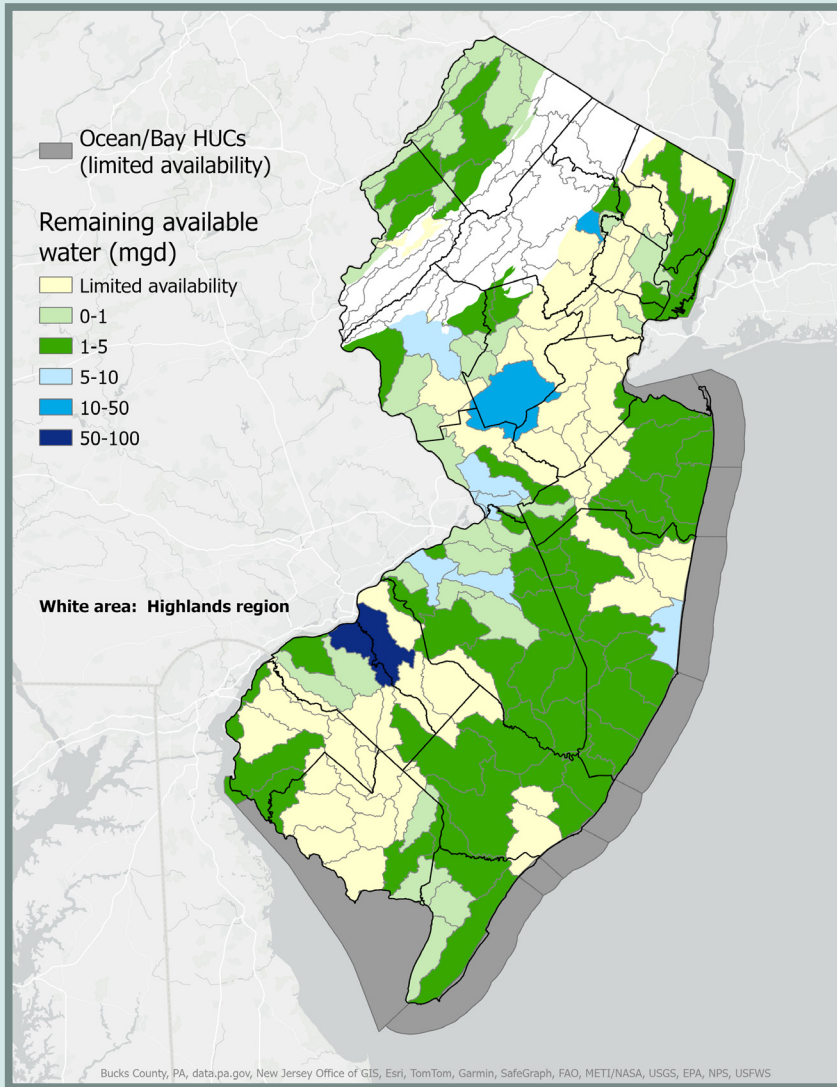 Ocean/Bay HUCs
(limited availability)
Remaining available
water (mgd)
Limited availability
0-1
1-5
5-10
10-50
50-100
White area: Highlands region
Bucks County, PA, data.pa.gov, New Jersey Office of GIS, Esri, TomTom, Garmin, SafeGraph, FAO, METI/NASA, USGS, EPA, NPS, USFWS